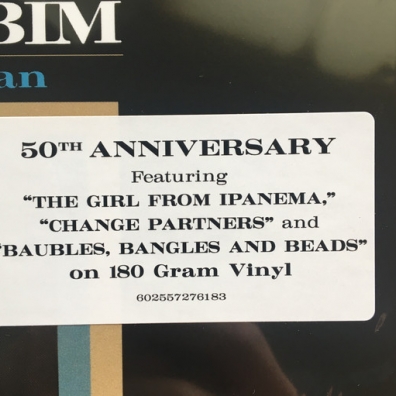 BIM
an
50TH ANNIVERSARY
Featuring
“THE GIRL FROM IPANEMA,”
“CHANGE PARTNERS” and
“BAUBLES, BANGLES AND BEADS”
on 180 Gram Vinyl
602557276183